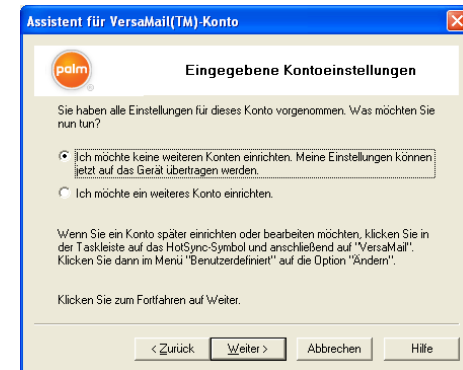 Assistent für VersaMail(TM)-Konto
palm
Eingegebene Kontoeinstellungen
Sie haben alle Einstellungen für dieses Konto vorgenommen. Was möchten Sie
nun tun?
Ich möchte keine weiteren Konten einrichten. Meine Einstellungen können
jetzt auf das Gerät übertragen werden.
Ich möchte ein weiteres Konto einrichten.
Wenn Sie ein Konto später einrichten oder bearbeiten möchten, klicken Sie in
der Taskleiste auf das HotSync-Symbol und anschließend auf "VersaMail".
Klicken Sie dann im Menü "Benutzerdefiniert" auf die Option "Ändern".
Klicken Sie zum Fortfahren auf Weiter.
< Zurück Weiter > Abbrechen Hilfe